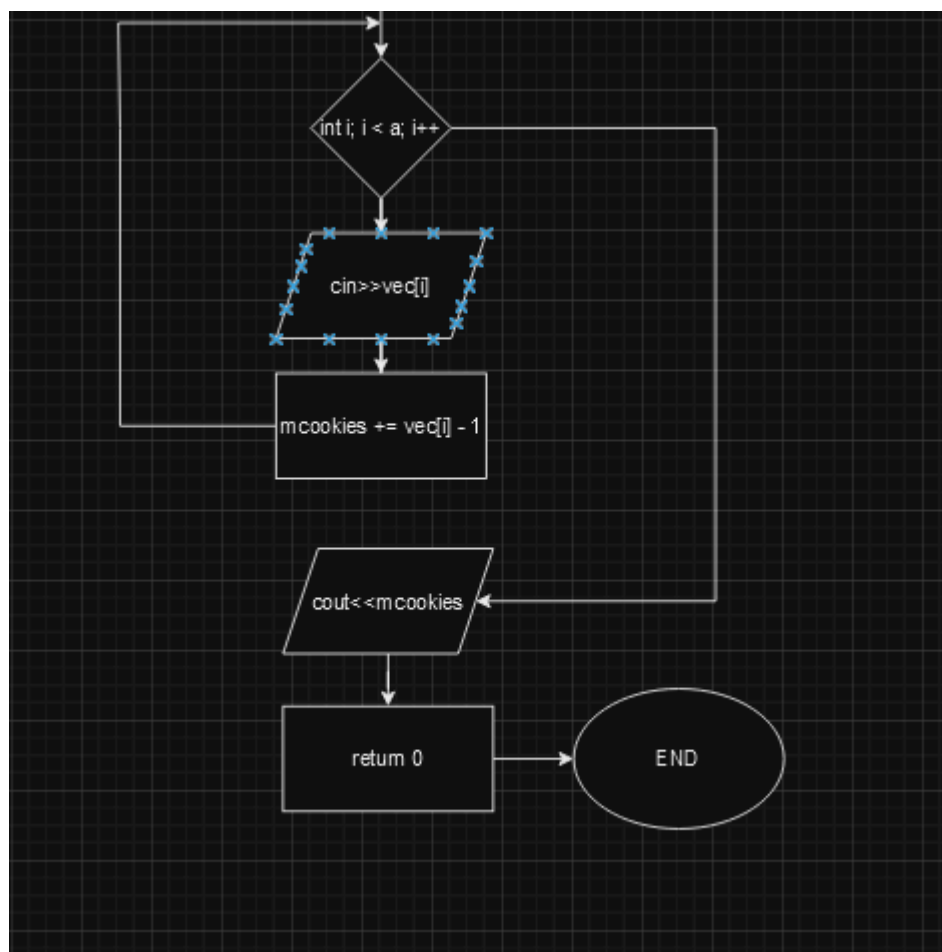 int i; i < a; i++
cin>>vec[i]
mcookies += vec[i] - 1
cout<<mcookies
return 0
END